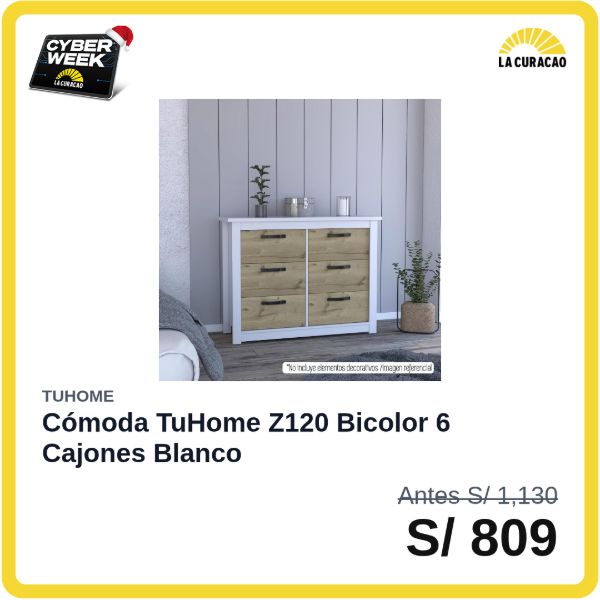 CYBER
WEEK
LA CURACAO
LA CURACAO
*No incluye elementos decorativos /imagen referencial
TUHOME
Cómoda TuHome Z120 Bicolor 6
Cajones Blanco
Antes S/ 1,130
S/ 809